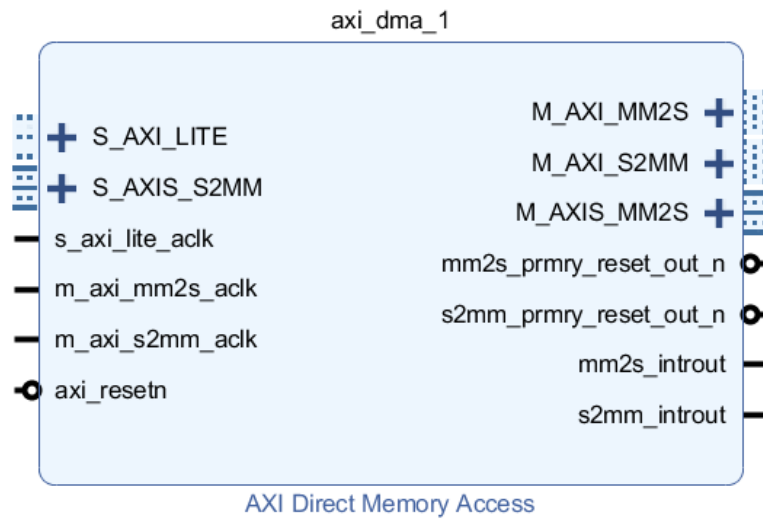 axi_dma_1
S_AXI_LITE
S_AXIS_S2MM
s_axi_lite_aclk
m_axi_mm2s_aclk
m_axi_s2mm_aclk
axi_resetn
M_AXI_MM2S
M_AXI_S2MM
M_AXIS_MM2S
mm2s_prmry_reset_out_n
s2mm_prmry_reset_out_n
mm2s_introut
s2mm_introut
AXI Direct Memory Access